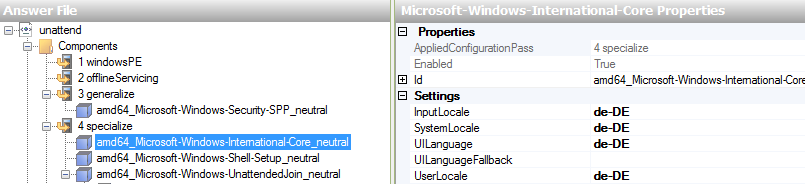 Answer File
unattend
Components
1 windowsPE
2 offlineServicing
3 generalize
amd64_Microsoft-Windows-Security-SPP_neutral
4 specialize
amd64_Microsoft-Windows-International-Core_neutral
amd64_Microsoft-Windows-Shell-Setup_neutral
amd64_Microsoft-Windows-UnattendedJoin_neutral
Microsoft-Windows-International-Core Properties
Properties
AppliedConfigurationPass 4 specialize
Enabled True
Id amd64_Microsoft-Windows-International-Core
Settings
InputLocale de-DE
SystemLocale de-DE
UILanguage de-DE
UILanguageFallback
UserLocale de-DE